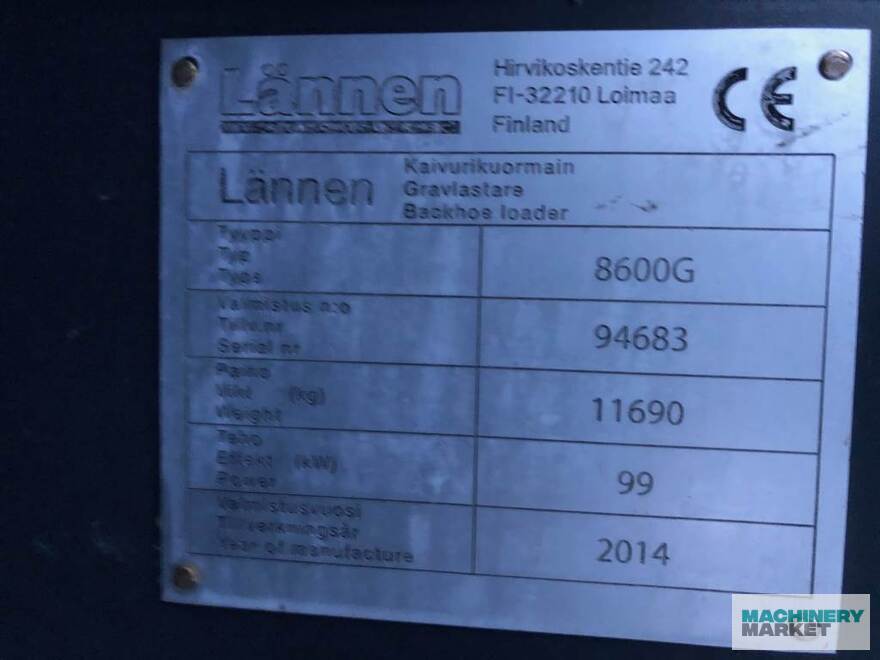 Lännen
Hirvikoskentie 242
FI-32210 Loimaa
Finland
CE
Lännen
Kaivurikuormain
Grävlastare
Backhoe loader
Tyyppi
Typ
Type
8600G
Valmistus n:o
Tillv.nr
Serial nr
94683
Paino
Vikt (kg)
Weight
11690
Teho
Effekt (kW)
Power
99
Valmistusvuosi
Tillverkningsår
Year of manufacture
2014
MACHINERY
MARKET